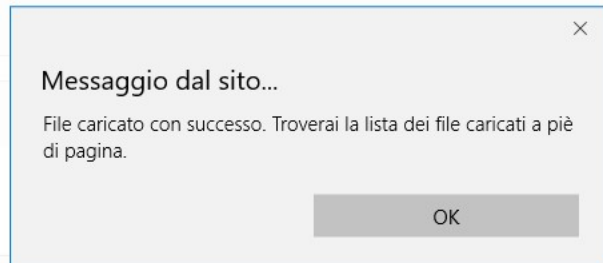 Messaggio dal sito...
File caricato con successo. Troverai la lista dei file caricati a piè
di pagina.
OK